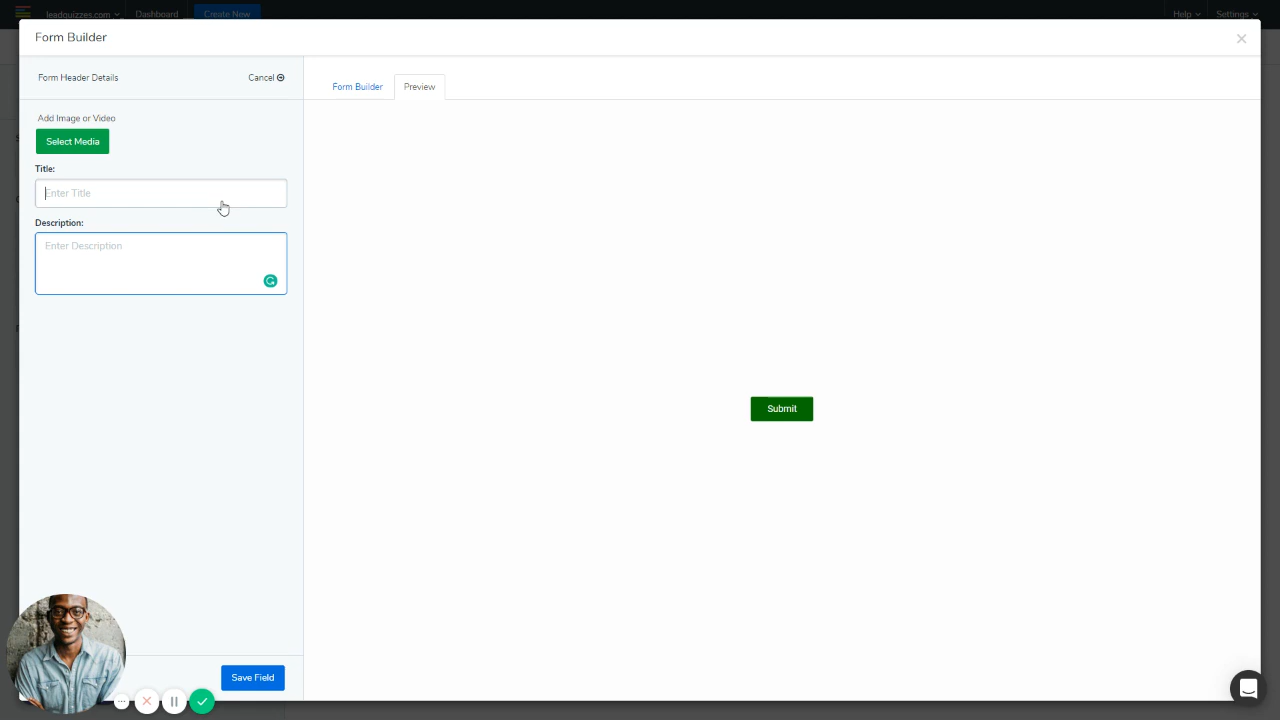 leedquizzes.com
Dashboard
Create New
Help
Settings
Form Builder
Form Header Details
Cancel
Form Builder
Preview
Add Image or Video
Select Media
Title:
Enter Title
Description:
Enter Description
Submit
Save Field